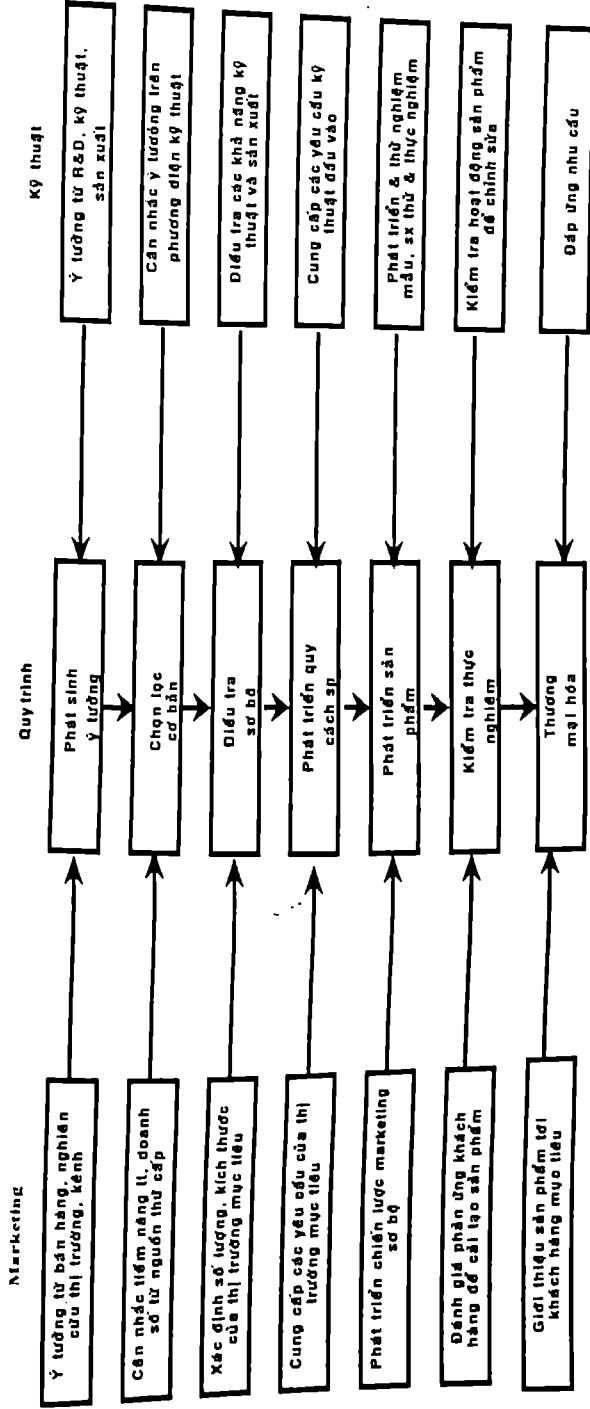 Marketing
Quy trình
Kỹ thuật
Ý tưởng từ bán hàng, nghiên
cứu thị trường, kênh
Phát sinh
ý tưởng
Ý tưởng từ R&D, kỹ thuật,
sản xuất
Cân nhắc tiềm năng tt, doanh
số từ nguồn thứ cấp
Chọn lọc
cơ bản
Cân nhắc ý tưởng trên
phương diện kỹ thuật
Xác định số lượng, kích thước
của thị trường mục tiêu
Điều tra
sơ bộ
Điều tra các khả năng kỹ
thuật và sản xuất
Cung cấp các yêu cầu của thị
trường mục tiêu
Phát triển quy
cách sp
Cung cấp các yêu cầu kỹ
thuật đầu vào
Phát triển chiến lược marketing
sơ bộ
Phát triển sản
phẩm
Phát triển & thử nghiệm
mẫu, sx thử & thực nghiệm
Đánh giá phản ứng khách
hàng để cải tạo sản phẩm
Kiểm tra thực
nghiệm
Kiểm tra hoạt động sản phẩm
để chỉnh sửa
Giới thiệu sản phẩm tới
khách hàng mục tiêu
Thương
mại hóa
Đáp ứng nhu cầu